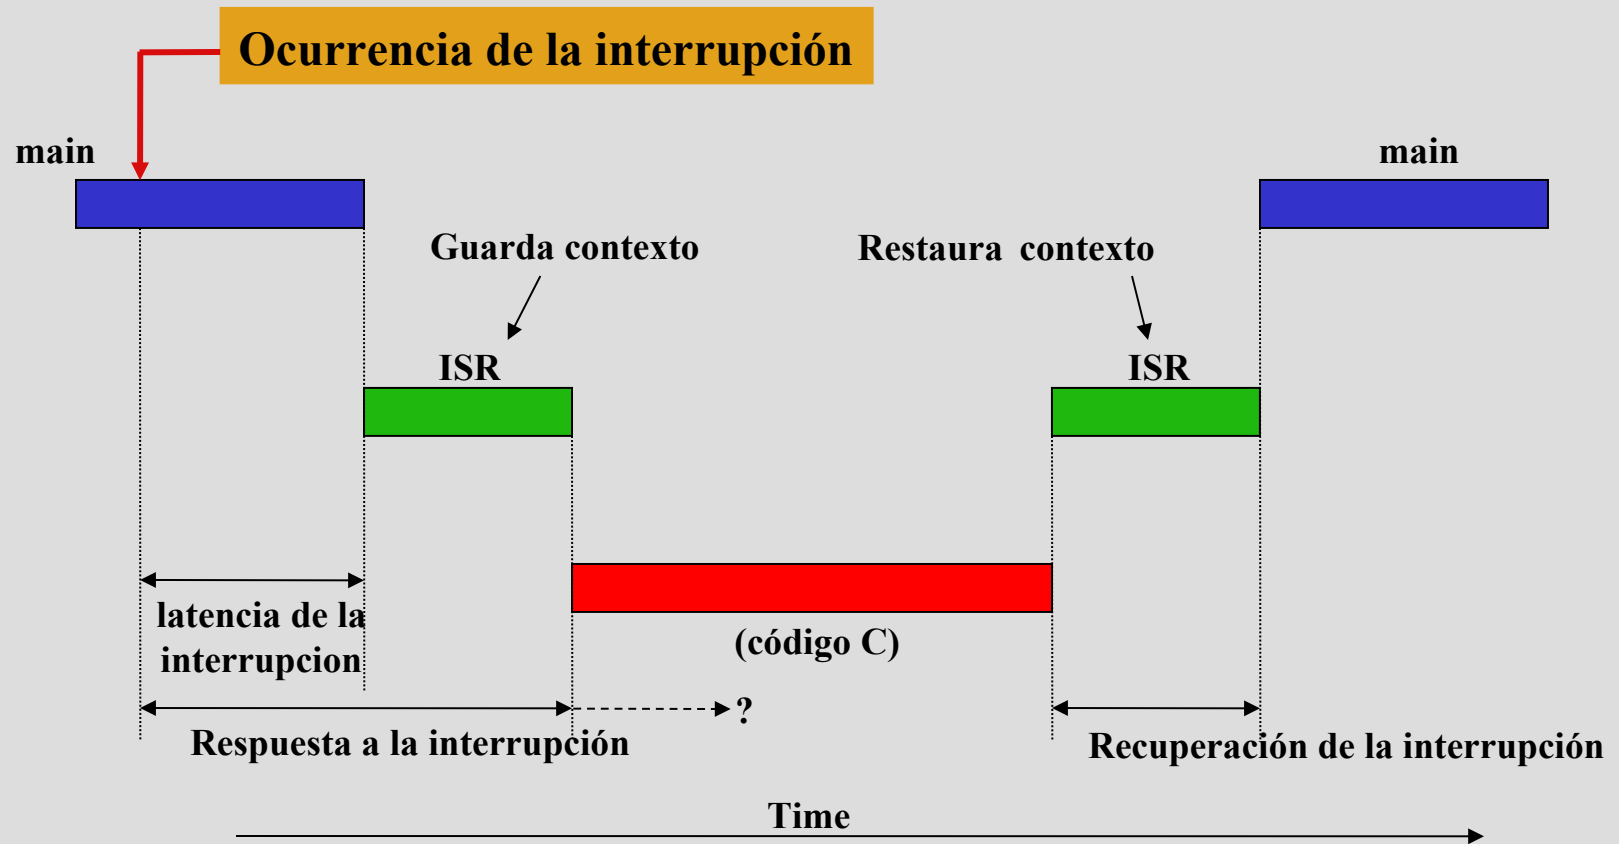 Ocurrencia de la interrupción
main
main
Guarda contexto
Restaura contexto
ISR
ISR
latencia de la
interrupcion
(código C)
?
Respuesta a la interrupción
Recuperación de la interrupción
Time